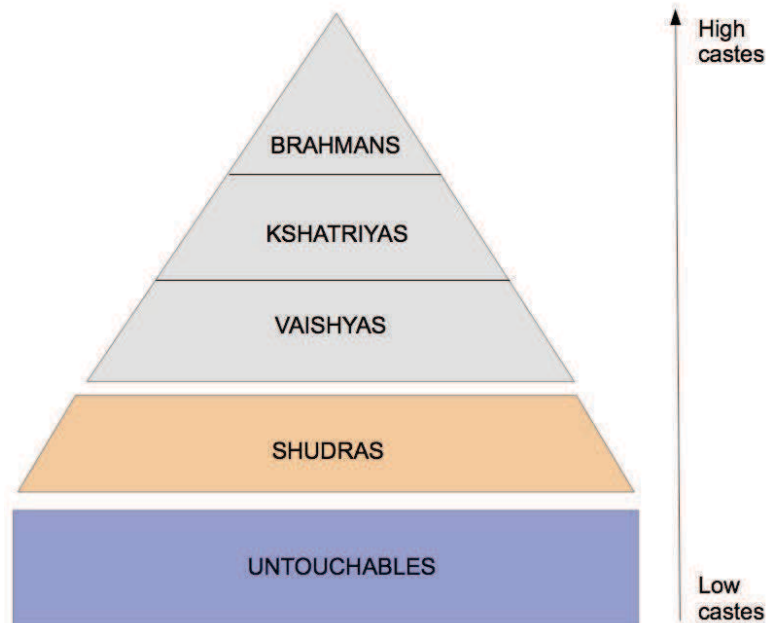 High
castes
BRAHMANS
KSHATRIYAS
VAISHYAS
SHUDRAS
UNTOUCHABLES
Low
castes